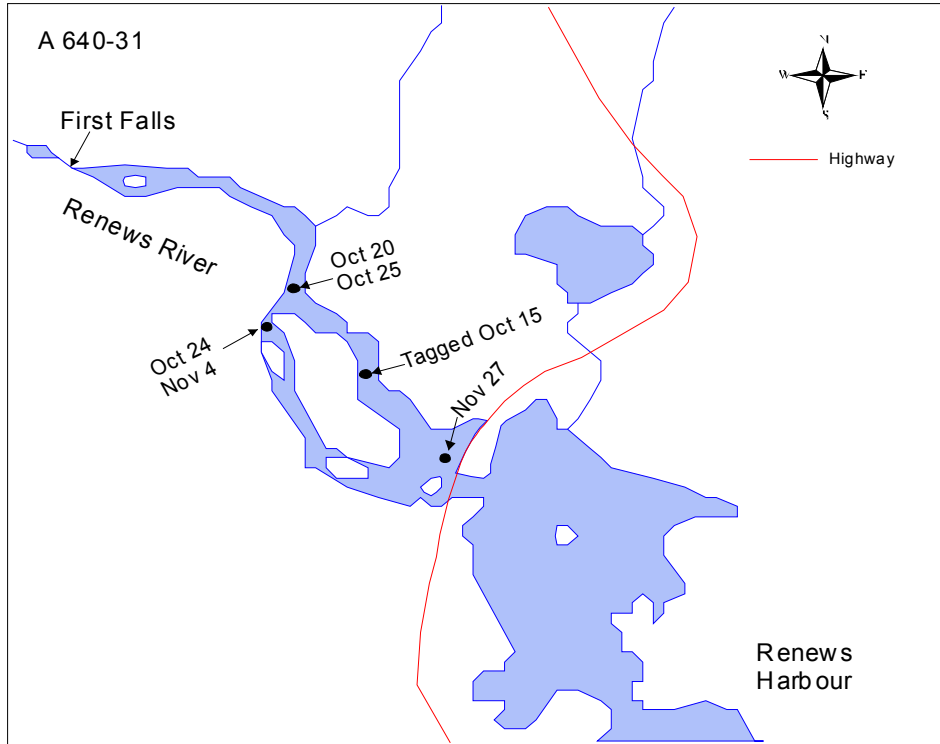 A 640-31
N
W E
S
Highway
First Falls
Renews River
Oct 20
Oct 25
Oct 24
Nov 4
Tagged Oct 15
Nov 27
Renews
Harbour